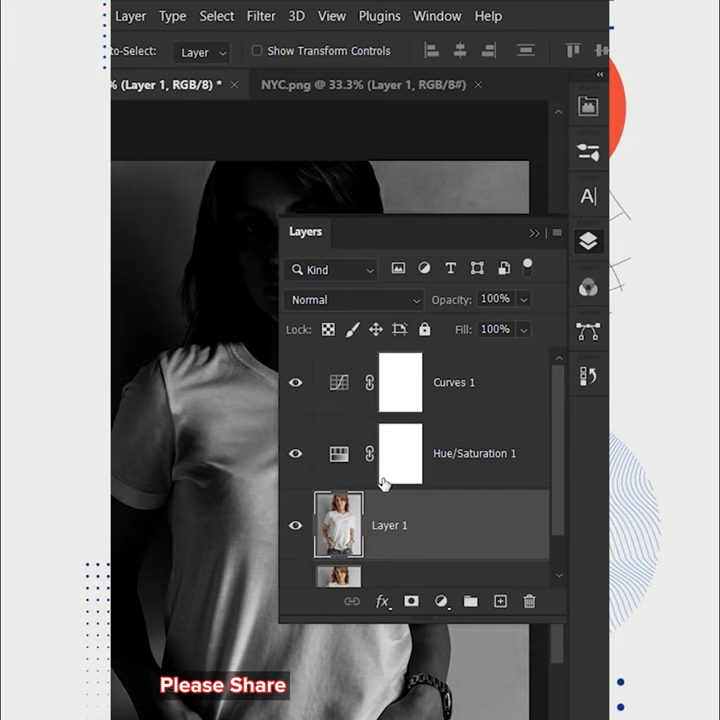 Layer Type Select Filter 3D View Plugins Window Help
to-Select: Layer Show Transform Controls
% (Layer 1, RGB/8) * × NYC.png @ 33.3% (Layer 1, RGB/8#) ×
A
Layers
Kind T
Normal Opacity: 100%
Lock: Fill: 100%
Curves 1
Hue/Saturation 1
Layer 1
fx
Please Share